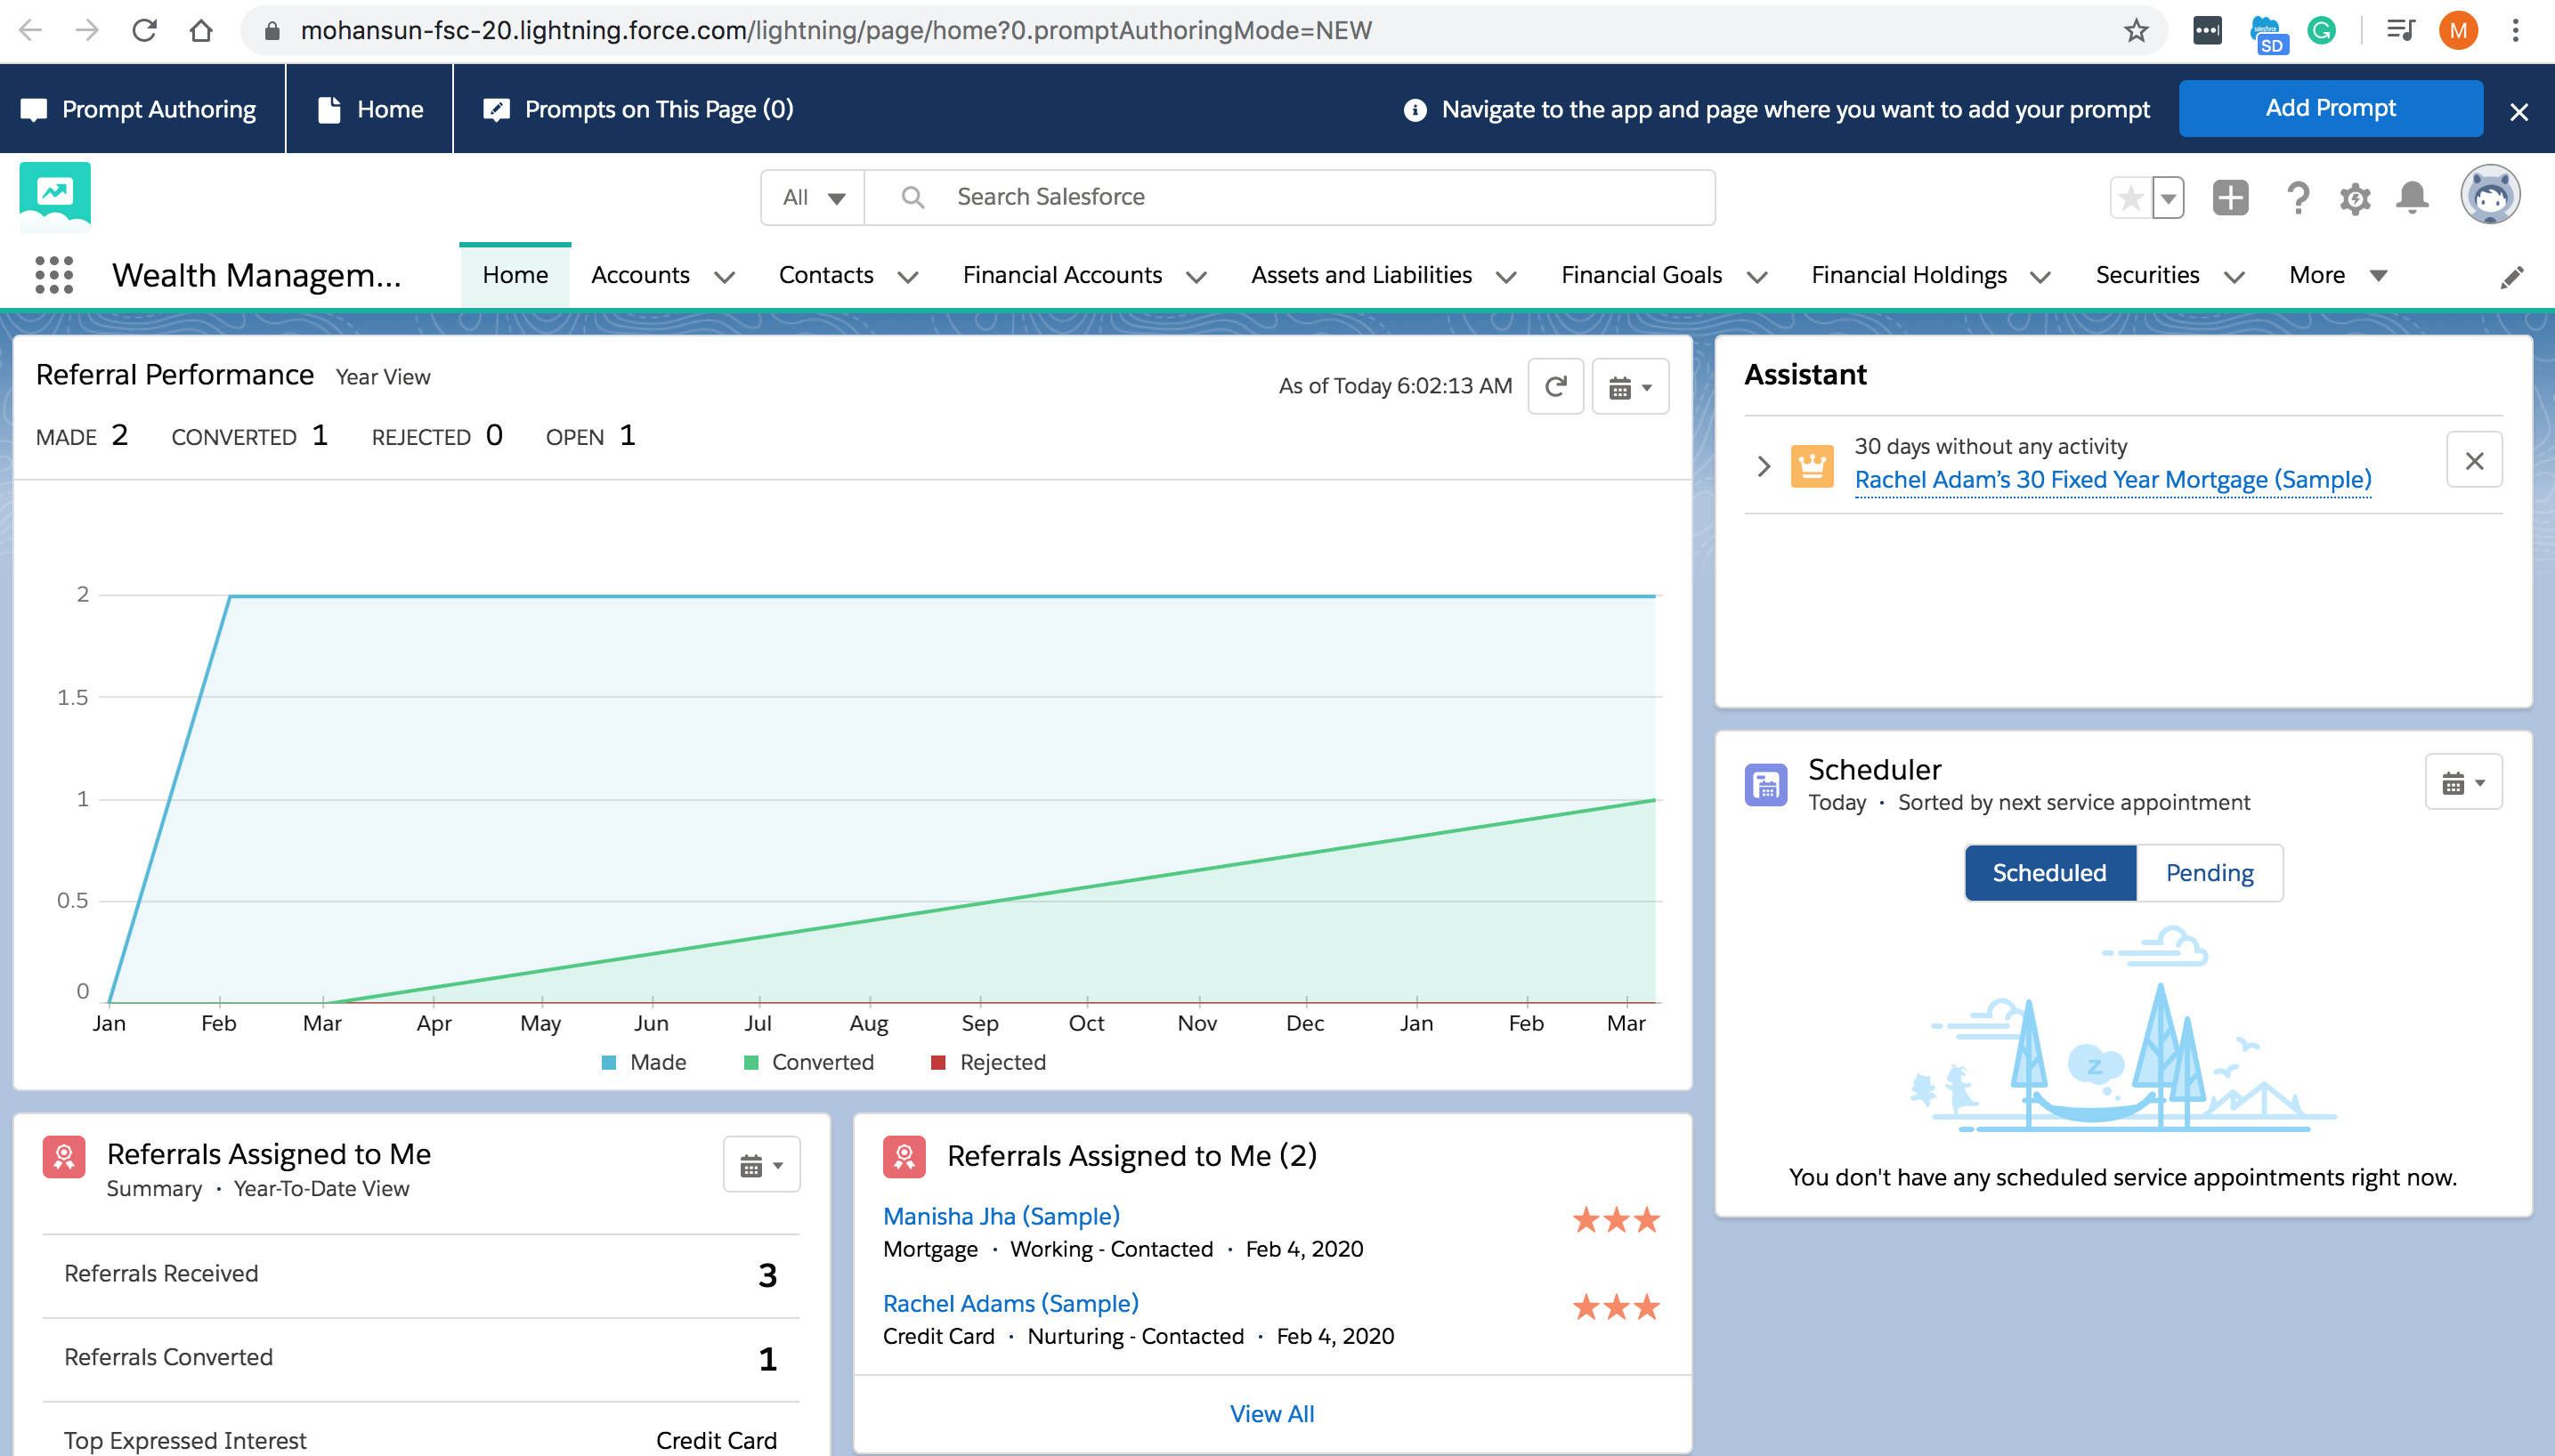 mohansun-fsc-20.lightning.force.com/lightning/page/home?0.promptAuthoringMode=NEW
SD
G
M
Prompt Authoring
Home
Prompts on This Page (0)
Navigate to the app and page where you want to add your prompt
Add Prompt
All
Search Salesforce
Wealth Managem...
Home
Accounts
Contacts
Financial Accounts
Assets and Liabilities
Financial Goals
Financial Holdings
Securities
More
Referral Performance Year View
As of Today 6:02:13 AM
MADE 2 CONVERTED 1 REJECTED 0 OPEN 1
2
1.5
1
0.5
0
Jan Feb Mar Apr May Jun Jul Aug Sep Oct Nov Dec Jan Feb Mar
Made Converted Rejected
Assistant
30 days without any activity
Rachel Adam’s 30 Fixed Year Mortgage (Sample)
Scheduler
Today • Sorted by next service appointment
Scheduled
Pending
z
You don't have any scheduled service appointments right now.
Referrals Assigned to Me
Summary • Year-To-Date View
Referrals Received 3
Referrals Converted 1
Top Expressed Interest Credit Card
Referrals Assigned to Me (2)
Manisha Jha (Sample)
Mortgage • Working - Contacted • Feb 4, 2020
Rachel Adams (Sample)
Credit Card • Nurturing - Contacted • Feb 4, 2020
View All